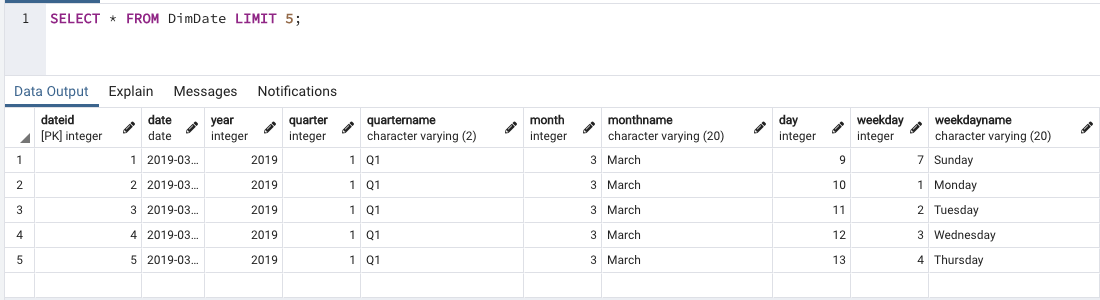 1 SELECT * FROM DimDate LIMIT 5;
Data Output Explain Messages Notifications
dateid date year quarter quartername month monthname day weekday weekdayname
[PK] integer date integer integer character varying (2) integer character varying (20) integer integer character varying (20)
1 1 2019-03... 2019 1 Q1 3 March 9 7 Sunday
2 2 2019-03... 2019 1 Q1 3 March 10 1 Monday
3 3 2019-03... 2019 1 Q1 3 March 11 2 Tuesday
4 4 2019-03... 2019 1 Q1 3 March 12 3 Wednesday
5 5 2019-03... 2019 1 Q1 3 March 13 4 Thursday